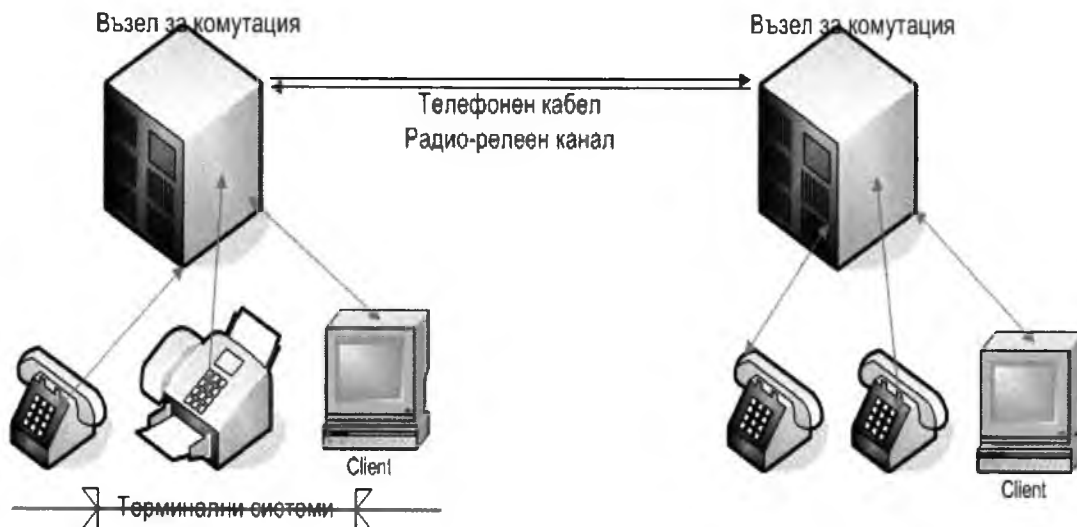 Възел за комутация
Възел за комутация
Телефонен кабел
Радио-релеен канал
Client
Client
Терминални системи